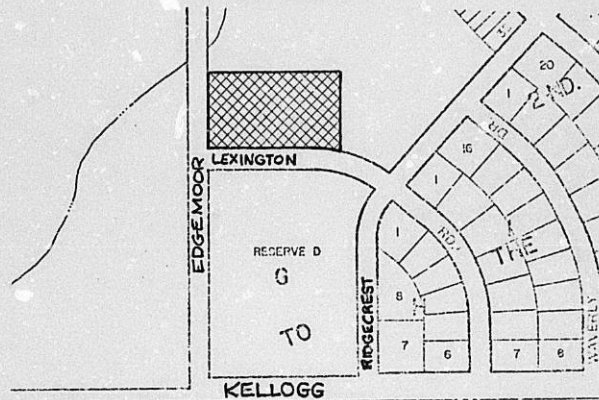 35
20
1
2ND.
DR
16
LEXINGTON
1
EDGEMOOR
1
RD.
THE
RESERVE D
G
TO
RIDGECREST
8
7
6
7
8
WAVERLY
KELLOGG